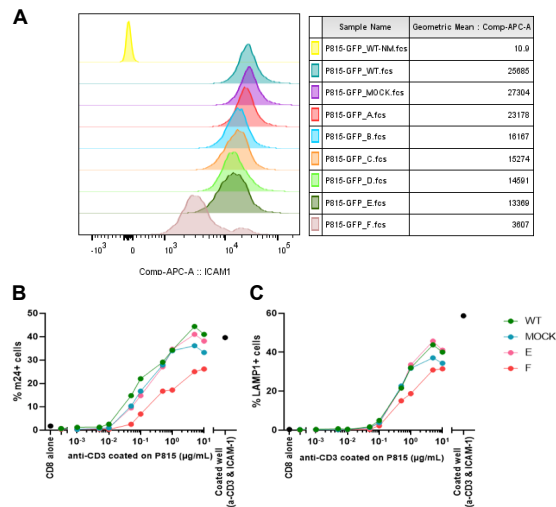 A
Sample Name Geometric Mean : Comp-APC-A
P815-GFP_WT-NM.fcs 10.9
P815-GFP_WT.fcs 25685
P815-GFP_MOCK.fcs 27304
P815-GFP_A.fcs 23178
P815-GFP_B.fcs 16167
P815-GFP_C.fcs 15274
P815-GFP_D.fcs 14591
P815-GFP_E.fcs 13369
P815-GFP_F.fcs 3607
-10³ 0 10³ 10⁴ 10⁵
Comp-APC-A :: ICAM1
B
% m24+ cells
50
40
30
20
10
0
10⁻³ 10⁻² 10⁻¹ 10⁰ 10¹
CD8 alone
anti-CD3 coated on P815 (µg/mL)
Coated well
(a-CD3 & ICAM-1)
C
% LAMP1+ cells
60
40
20
0
10⁻³ 10⁻² 10⁻¹ 10⁰ 10¹
CD8 alone
anti-CD3 coated on P815 (µg/mL)
Coated well
(a-CD3 & ICAM-1)
WT
MOCK
E
F